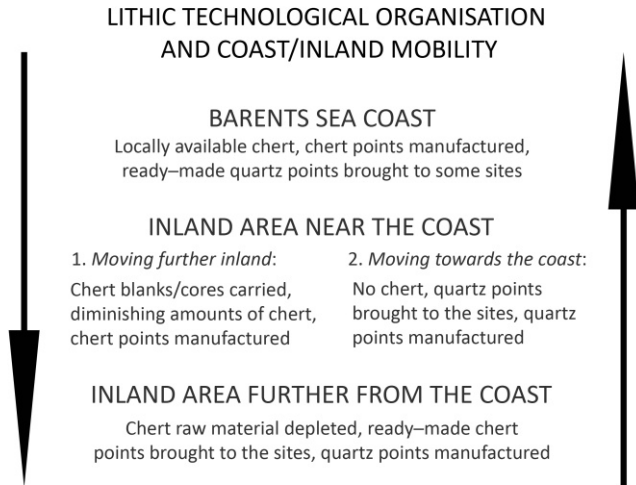 LITHIC TECHNOLOGICAL ORGANISATION
AND COAST/INLAND MOBILITY
BARENTS SEA COAST
Locally available chert, chert points manufactured,
ready–made quartz points brought to some sites
INLAND AREA NEAR THE COAST
1. Moving further inland:
Chert blanks/cores carried,
diminishing amounts of chert,
chert points manufactured
2. Moving towards the coast:
No chert, quartz points
brought to the sites, quartz
points manufactured
INLAND AREA FURTHER FROM THE COAST
Chert raw material depleted, ready–made chert
points brought to the sites, quartz points manufactured